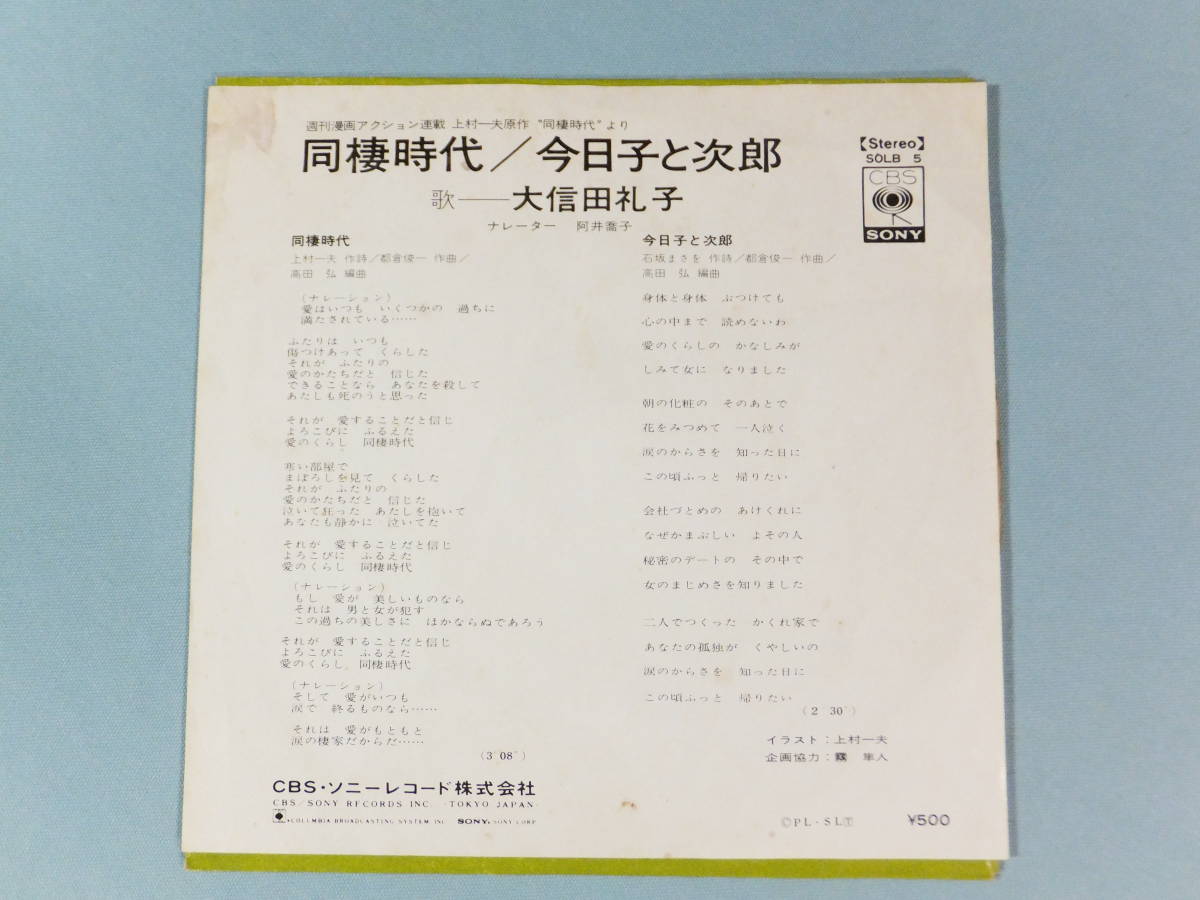 週刊漫画アクション連載 上村一夫原作 “同棲時代”より
同棲時代／今日子と次郎
歌──大信田礼子
ナレーター 阿井喬子
【Stereo】
SOLB 5
CBS
SONY
同棲時代
上村一夫 作詩／都倉俊一 作曲／
高田 弘 編曲
（ナレーション）
愛はいつも いくつかの 過ちに
満たされている……
ふたりは いつも
傷つけあって くらした
それが ふたりの
愛のかたちだと 信じた
できることなら あなたを殺して
あたしも死のうと思った
それが 愛することだと信じ
よろこびに ふるえた
愛のくらし 同棲時代
寒い部屋で
まぼろしを見て くらした
それが ふたりの
愛のかたちだと 信じた
泣いて狂った あたしを抱いて
あなたも静かに 泣いてた
それが 愛することだと信じ
よろこびに ふるえた
愛のくらし 同棲時代
（ナレーション）
もし 愛が 美しいものなら
それは 男と女が犯す
この過ちの美しさに ほかならぬであろう
それが 愛することだと信じ
よろこびに ふるえた
愛のくらし 同棲時代
（ナレーション）
そして 愛がいつも
涙で 終るものなら……
それは 愛がもともと
涙の棲家だからだ……
（3′08″）
今日子と次郎
石坂まさを 作詩／都倉俊一 作曲／
高田 弘 編曲
身体と身体 ぶつけても
心の中まで 読めないわ
愛のくらしの かなしみが
しみて女に なりました
朝の化粧の そのあとで
花をみつめて 一人泣く
涙のからさを 知った日に
この頃ふっと 帰りたい
会社づとめの あけくれに
なぜかまぶしい よその人
秘密のデートの その中で
女のまじめさを知りました
二人でつくった かくれ家で
あなたの孤独が くやしいの
涙のからさを 知った日に
この頃ふっと 帰りたい
（2′30″）
イラスト：上村一夫
企画協力： 隼人
CBS・ソニーレコード株式会社
CBS/SONY RECORDS INC. ・TOKYO JAPAN・
COLUMBIA BROADCASTING SYSTEM INC. SONY, SONY CORP
ⒸPL・SLⓉ
¥500